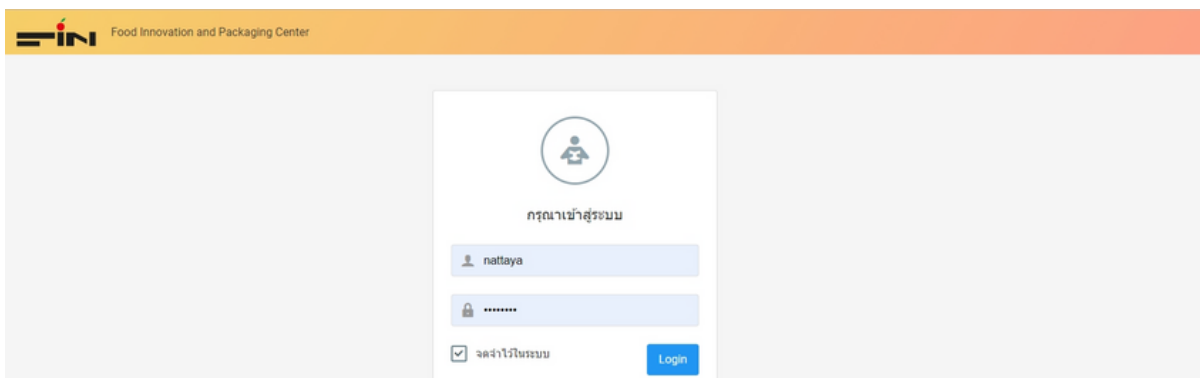 FIN Food Innovation and Packaging Center
กรุณาเข้าสู่ระบบ
nattaya
••••••••
จดจำไว้ในระบบ
Login